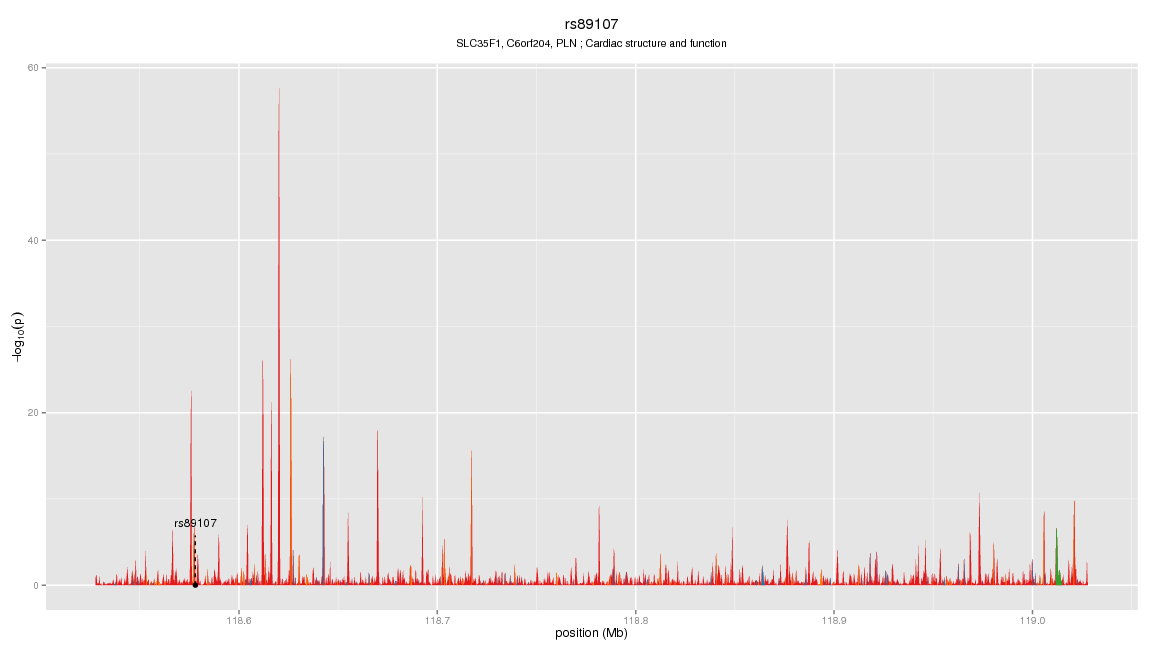 rs89107
SLC35F1, C6orf204, PLN ; Cardiac structure and function
60
40
20
0
−log10(p)
rs89107
118.6
118.7
118.8
118.9
119.0
position (Mb)